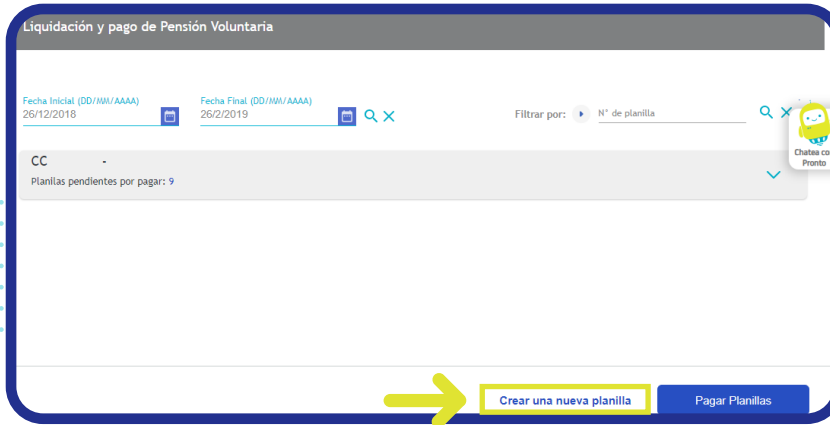 Liquidación y pago de Pensión Voluntaria
Fecha Inicial (DD/MM/AAAA)
26/12/2018
Fecha Final (DD/MM/AAAA)
26/2/2019
Filtrar por:
N° de planilla
Chatea con
Pronto
CC -
Planilas pendientes por pagar: 9
Crear una nueva planilla
Pagar Planillas